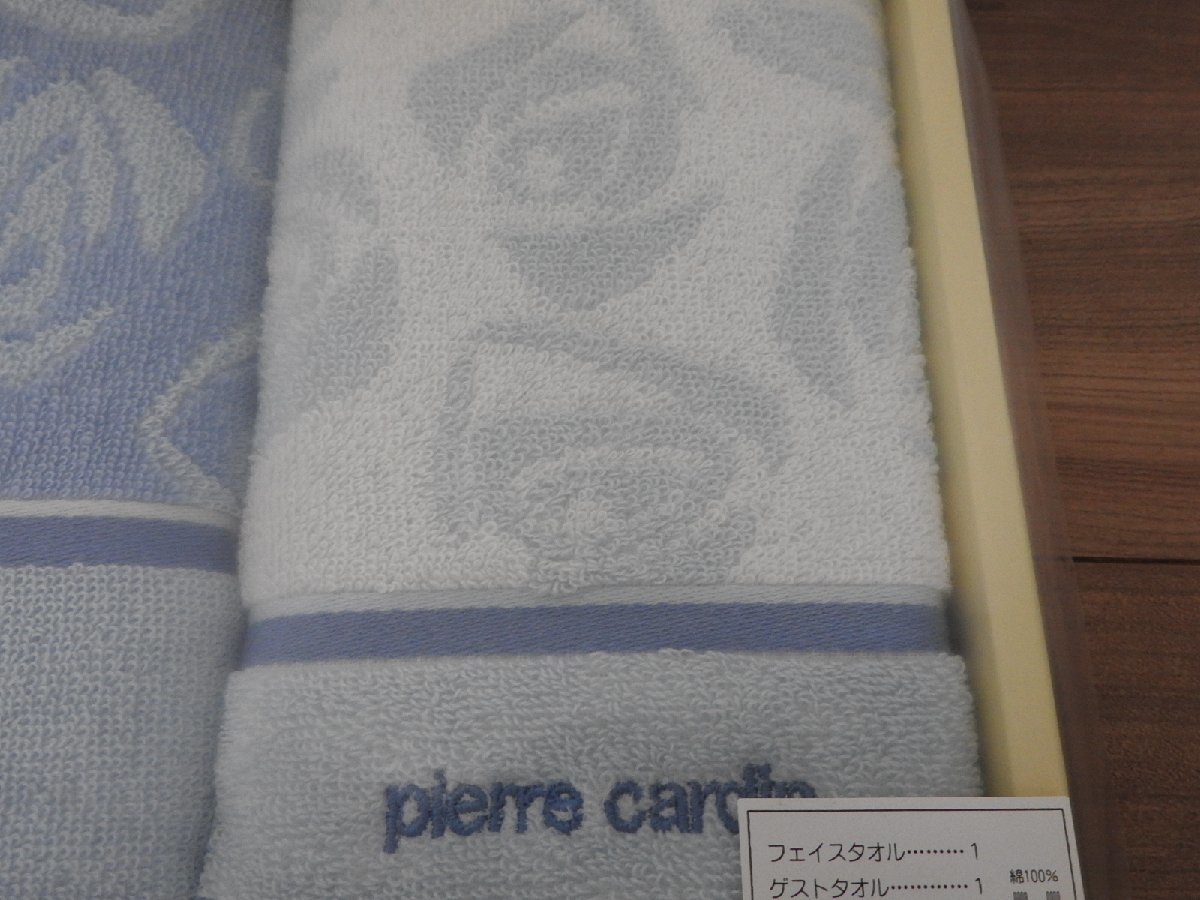 pierre cardin
フェイスタオル………1
ゲストタオル…………1
綿100%